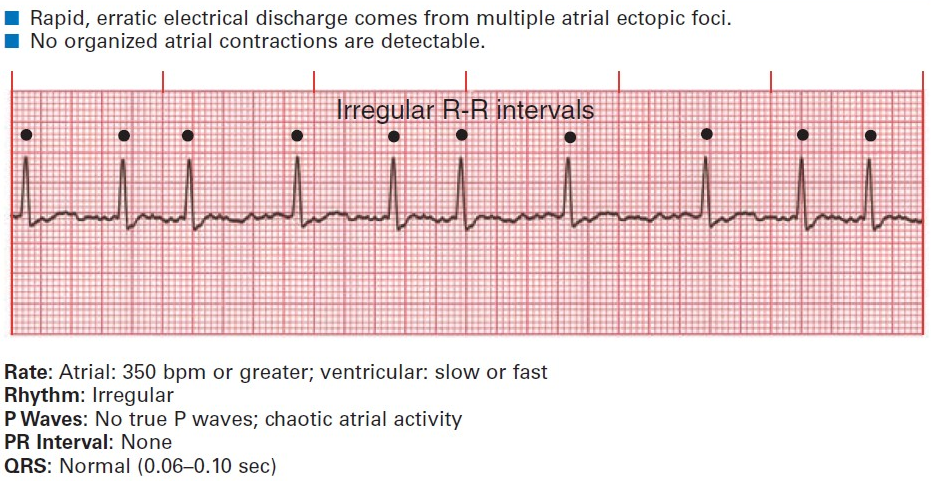 Rapid, erratic electrical discharge comes from multiple atrial ectopic foci.
No organized atrial contractions are detectable.
Irregular R-R intervals
Rate: Atrial: 350 bpm or greater; ventricular: slow or fast
Rhythm: Irregular
P Waves: No true P waves; chaotic atrial activity
PR Interval: None
QRS: Normal (0.06–0.10 sec)